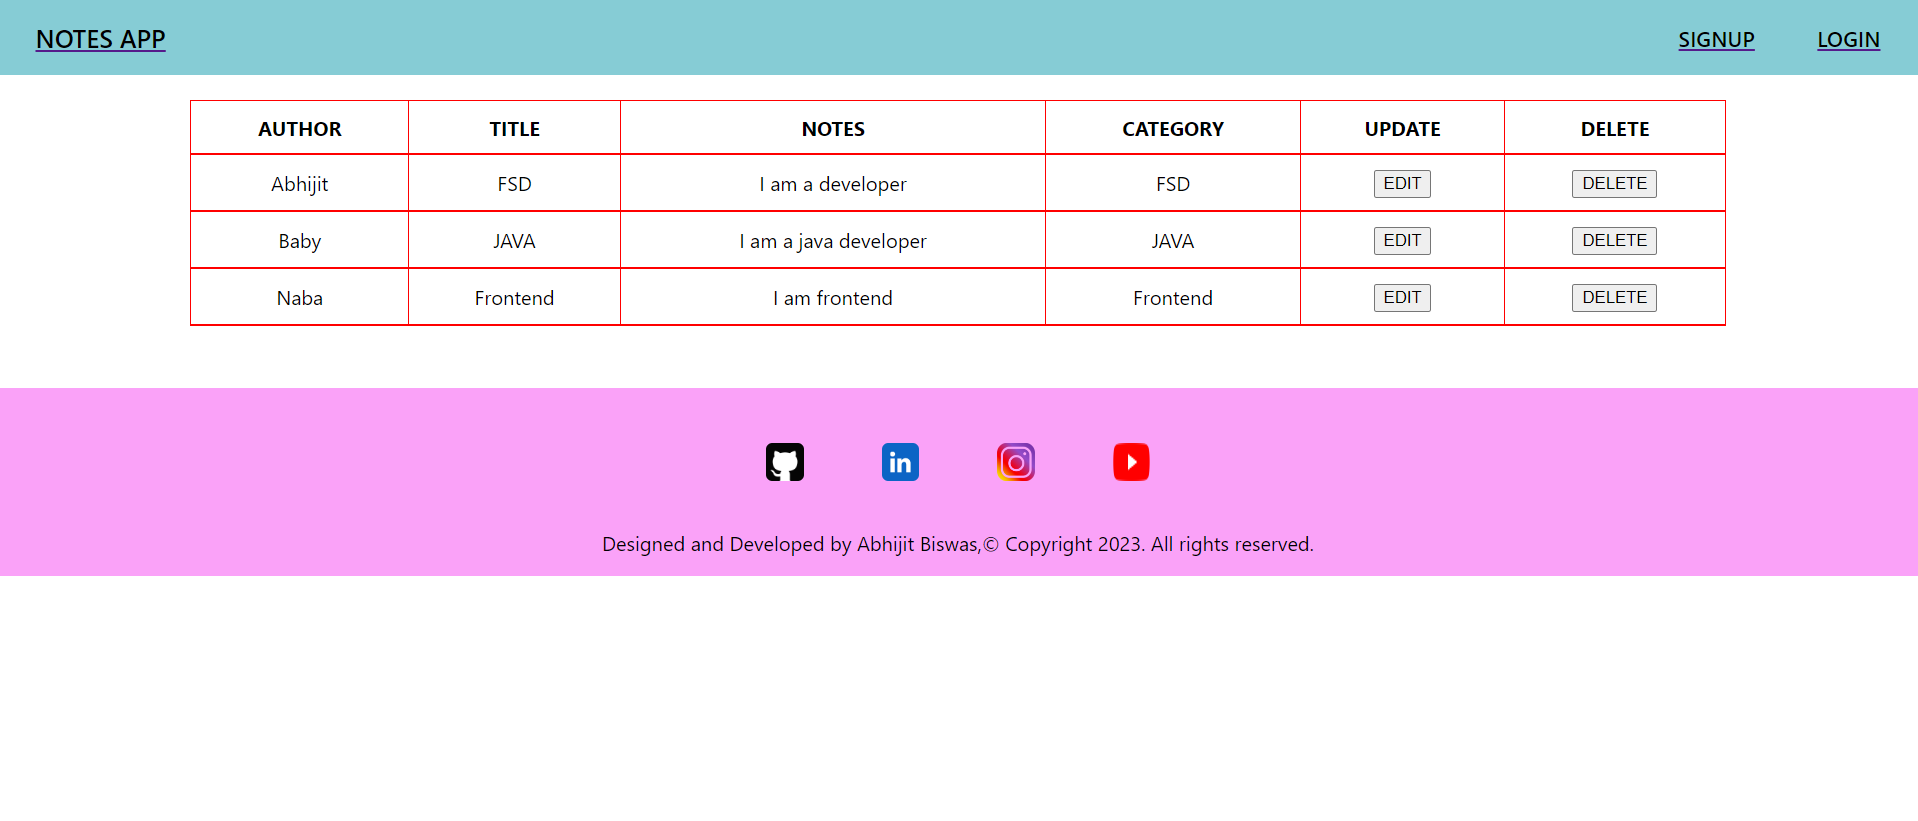 NOTES APP SIGNUP LOGIN
AUTHOR TITLE NOTES CATEGORY UPDATE DELETE
Abhijit FSD I am a developer FSD EDIT DELETE
Baby JAVA I am a java developer JAVA EDIT DELETE
Naba Frontend I am frontend Frontend EDIT DELETE
in
Designed and Developed by Abhijit Biswas,© Copyright 2023. All rights reserved.